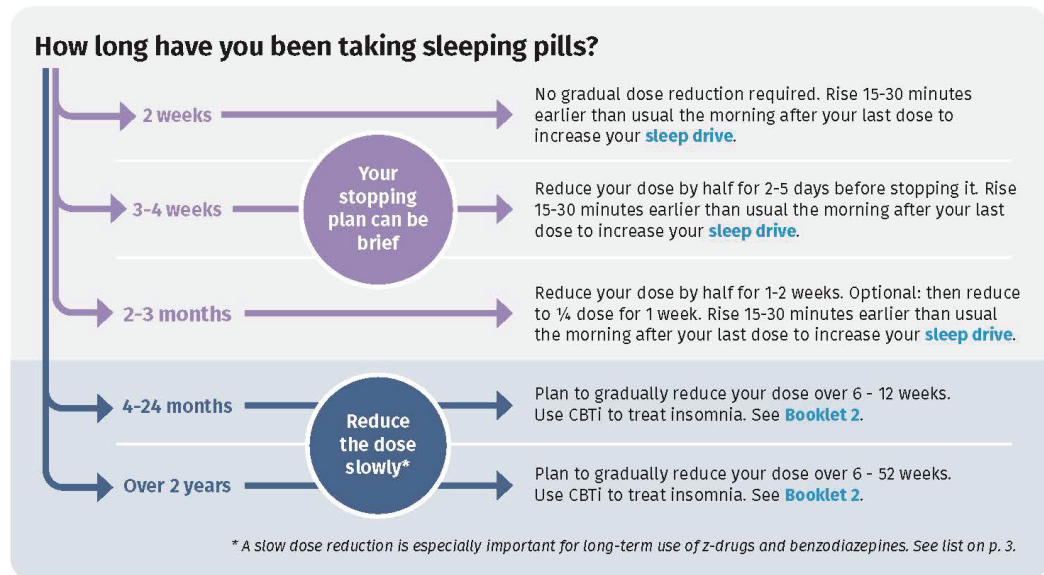 How long have you been taking sleeping pills?
2 weeks
No gradual dose reduction required. Rise 15-30 minutes
earlier than usual the morning after your last dose to
increase your sleep drive.
Your
stopping
plan can be
brief
3-4 weeks
Reduce your dose by half for 2-5 days before stopping it. Rise
15-30 minutes earlier than usual the morning after your last
dose to increase your sleep drive.
2-3 months
Reduce your dose by half for 1-2 weeks. Optional: then reduce
to ¼ dose for 1 week. Rise 15-30 minutes earlier than usual
the morning after your last dose to increase your sleep drive.
4-24 months
Plan to gradually reduce your dose over 6 - 12 weeks.
Use CBTi to treat insomnia. See Booklet 2.
Reduce
the dose
slowly*
Over 2 years
Plan to gradually reduce your dose over 6 - 52 weeks.
Use CBTi to treat insomnia. See Booklet 2.
* A slow dose reduction is especially important for long-term use of z-drugs and benzodiazepines. See list on p. 3.